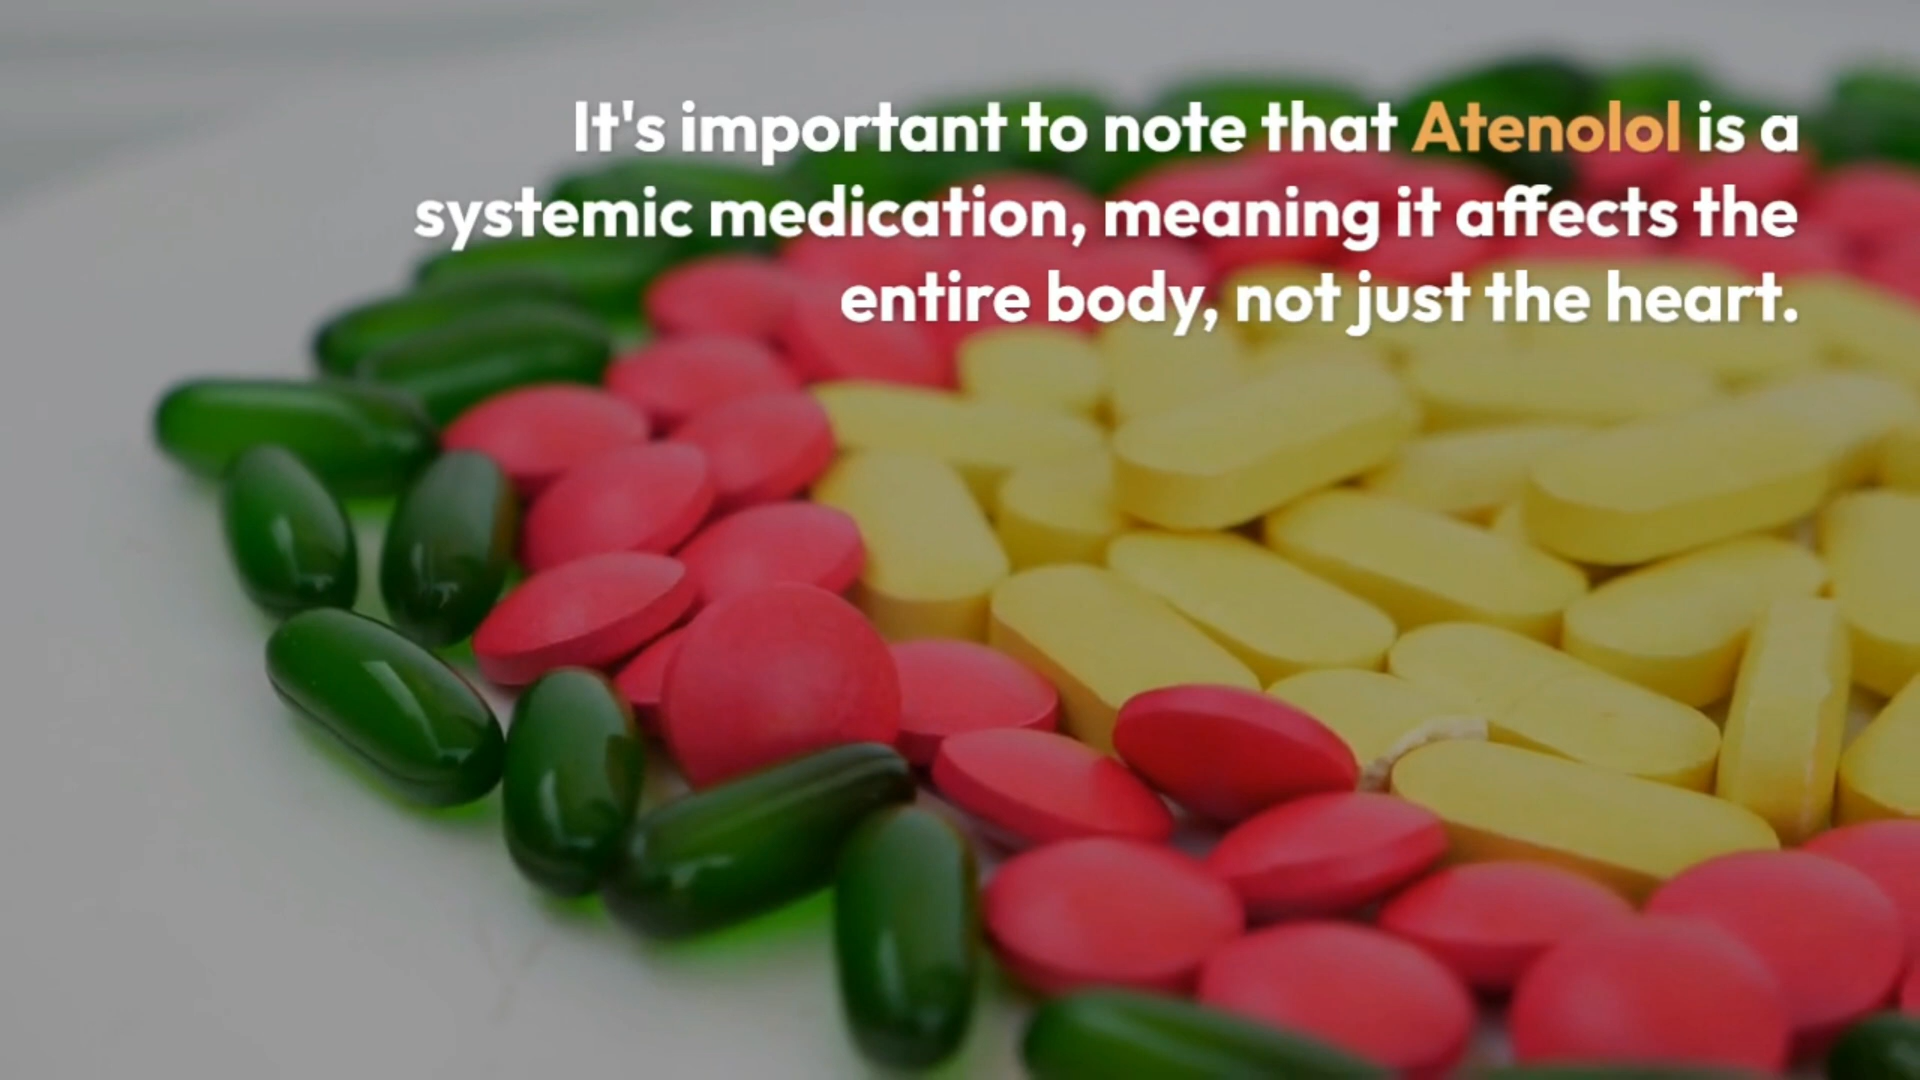 It's important to note that Atenolol is a
systemic medication, meaning it affects the
entire body, not just the heart.